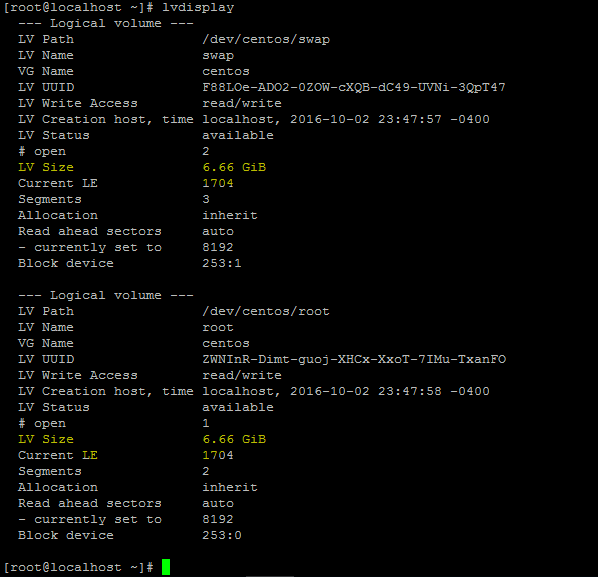 [root@localhost ~]# lvdisplay
--- Logical volume ---
LV Path                /dev/centos/swap
LV Name                swap
VG Name                centos
LV UUID                F88LOe-ADO2-0ZOW-cXQB-dC49-UVNi-3QpT47
LV Write Access        read/write
LV Creation host, time localhost, 2016-10-02 23:47:57 -0400
LV Status              available
# open                 2
LV Size                6.66 GiB
Current LE             1704
Segments               3
Allocation             inherit
Read ahead sectors     auto
- currently set to     8192
Block device           253:1
--- Logical volume ---
LV Path                /dev/centos/root
LV Name                root
VG Name                centos
LV UUID                ZWNInR-Dimt-guoj-XHCx-XxoT-7IMu-TxanFO
LV Write Access        read/write
LV Creation host, time localhost, 2016-10-02 23:47:58 -0400
LV Status              available
# open                 1
LV Size                6.66 GiB
Current LE             1704
Segments               2
Allocation             inherit
Read ahead sectors     auto
- currently set to     8192
Block device           253:0
[root@localhost ~]#